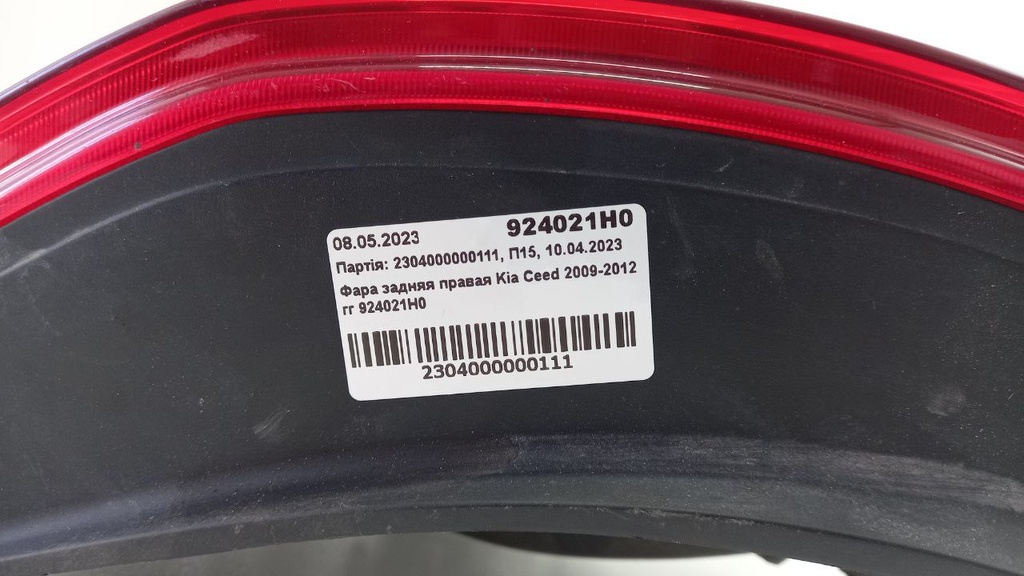 08.05.2023 924021H0
Партія: 2304000000111, П15, 10.04.2023
Фара задняя правая Kia Ceed 2009-2012
гг 924021H0
2304000000111